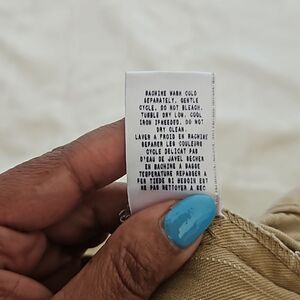 MACHINE WASH COLD
SEPARATELY. GENTLE
CYCLE. DO NOT BLEACH.
TUMBLE DRY LOW. COOL
IRON IFNEEDED. DO NOT
DRY CLEAN.
LAVER A FROID EN MACHINE
SEPARER LES COULEURS
CYCLE DELICAT PAS
D'EAU DE JAVEL SECHER
EN MACHINE A BASSE
TEMPERATURE REPASSER A
FER TIEDE SI BESOIN EST
NE PAS NETTOYER A SEC